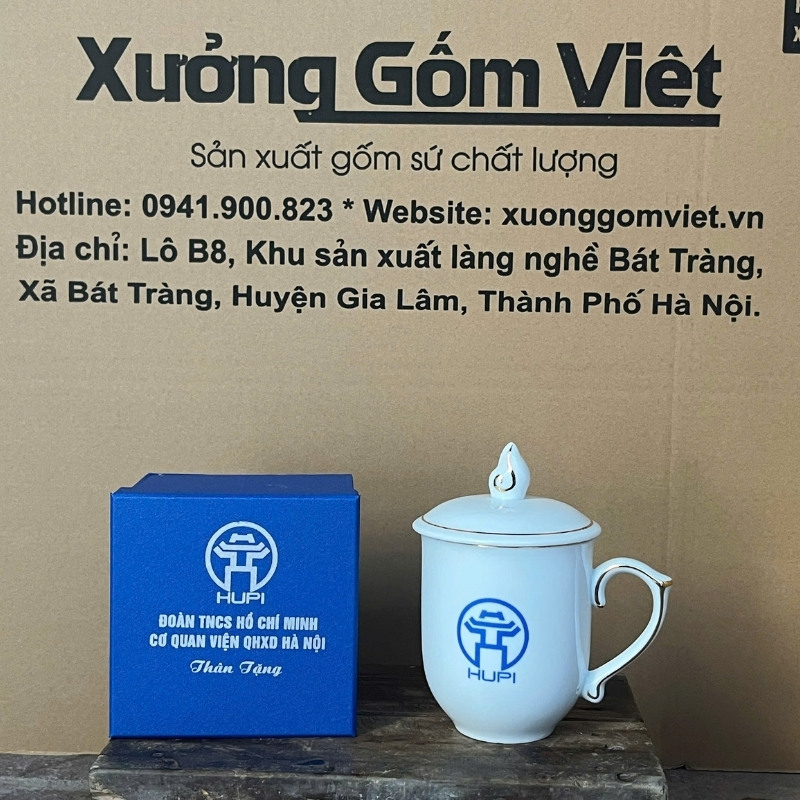 Xưởng Gốm Việt
Sản xuất gốm sứ chất lượng
Hotline: 0941.900.823 * Website: xuonggomviet.vn
Địa chỉ: Lô B8, Khu sản xuất làng nghề Bát Tràng,
Xã Bát Tràng, Huyện Gia Lâm, Thành Phố Hà Nội.
HUPI
ĐOÀN TNCS HỒ CHÍ MINH
CƠ QUAN VIỆN QHXD HÀ NỘI
Thân Tặng
HUPI